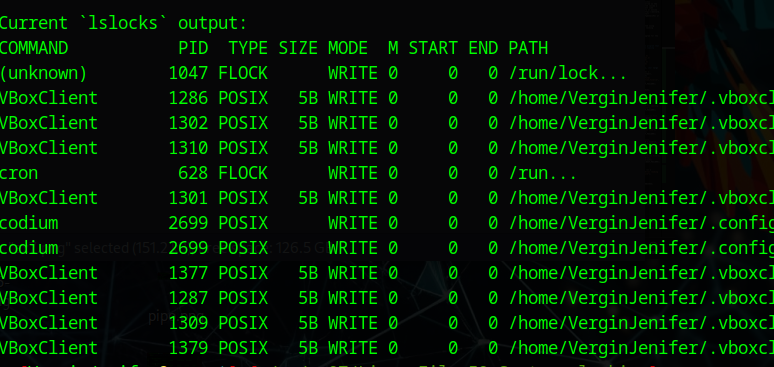 Current `lslocks` output:
COMMAND PID TYPE SIZE MODE M START END PATH
(unknown) 1047 FLOCK WRITE 0 0 0 /run/lock...
VBoxClient 1286 POSIX 5B WRITE 0 0 0 /home/VerginJenifer/.vboxcl
VBoxClient 1302 POSIX 5B WRITE 0 0 0 /home/VerginJenifer/.vboxcl
VBoxClient 1310 POSIX 5B WRITE 0 0 0 /home/VerginJenifer/.vboxcl
cron 628 FLOCK WRITE 0 0 0 /run...
VBoxClient 1301 POSIX 5B WRITE 0 0 0 /home/VerginJenifer/.vboxcl
codium 2699 POSIX WRITE 0 0 0 /home/VerginJenifer/.config
codium 2699 POSIX WRITE 0 0 0 /home/VerginJenifer/.config
VBoxClient 1377 POSIX 5B WRITE 0 0 0 /home/VerginJenifer/.vboxcl
VBoxClient 1287 POSIX 5B WRITE 0 0 0 /home/VerginJenifer/.vboxcl
VBoxClient 1309 POSIX 5B WRITE 0 0 0 /home/VerginJenifer/.vboxcl
VBoxClient 1379 POSIX 5B WRITE 0 0 0 /home/VerginJenifer/.vboxcl